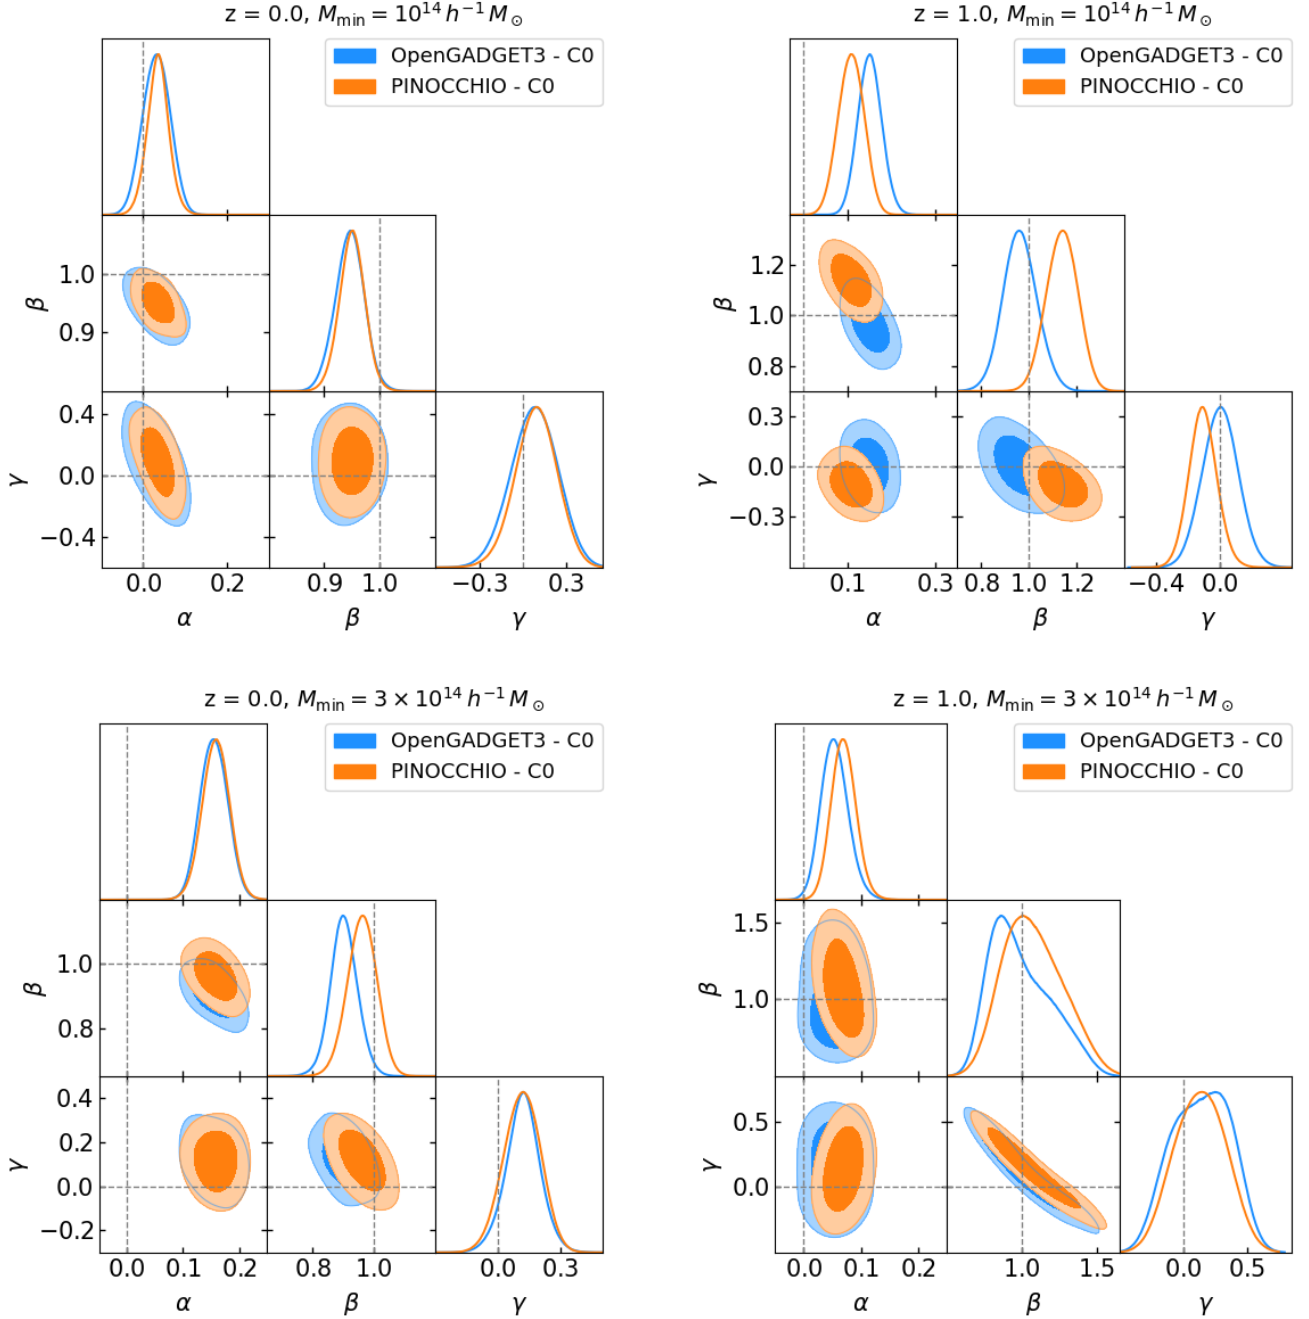 z = 0.0, M_min = 10^14 h^−1 M_⊙
OpenGADGET3 - C0
PINOCCHIO - C0
β
1.0
0.9
γ
0.4
0.0
−0.4
0.0 0.2
0.9 1.0
−0.3 0.3
α β γ
z = 1.0, M_min = 10^14 h^−1 M_⊙
OpenGADGET3 - C0
PINOCCHIO - C0
β
1.2
1.0
0.8
γ
0.3
0.0
−0.3
0.1 0.3
0.8 1.0 1.2
−0.4 0.0
α β γ
z = 0.0, M_min = 3 × 10^14 h^−1 M_⊙
OpenGADGET3 - C0
PINOCCHIO - C0
β
1.0
0.8
γ
0.4
0.2
0.0
−0.2
0.0 0.1 0.2
0.8 1.0
0.0 0.3
α β γ
z = 1.0, M_min = 3 × 10^14 h^−1 M_⊙
OpenGADGET3 - C0
PINOCCHIO - C0
β
1.5
1.0
γ
0.5
0.0
0.0 0.1 0.2
1.0 1.5
0.0 0.5
α β γ